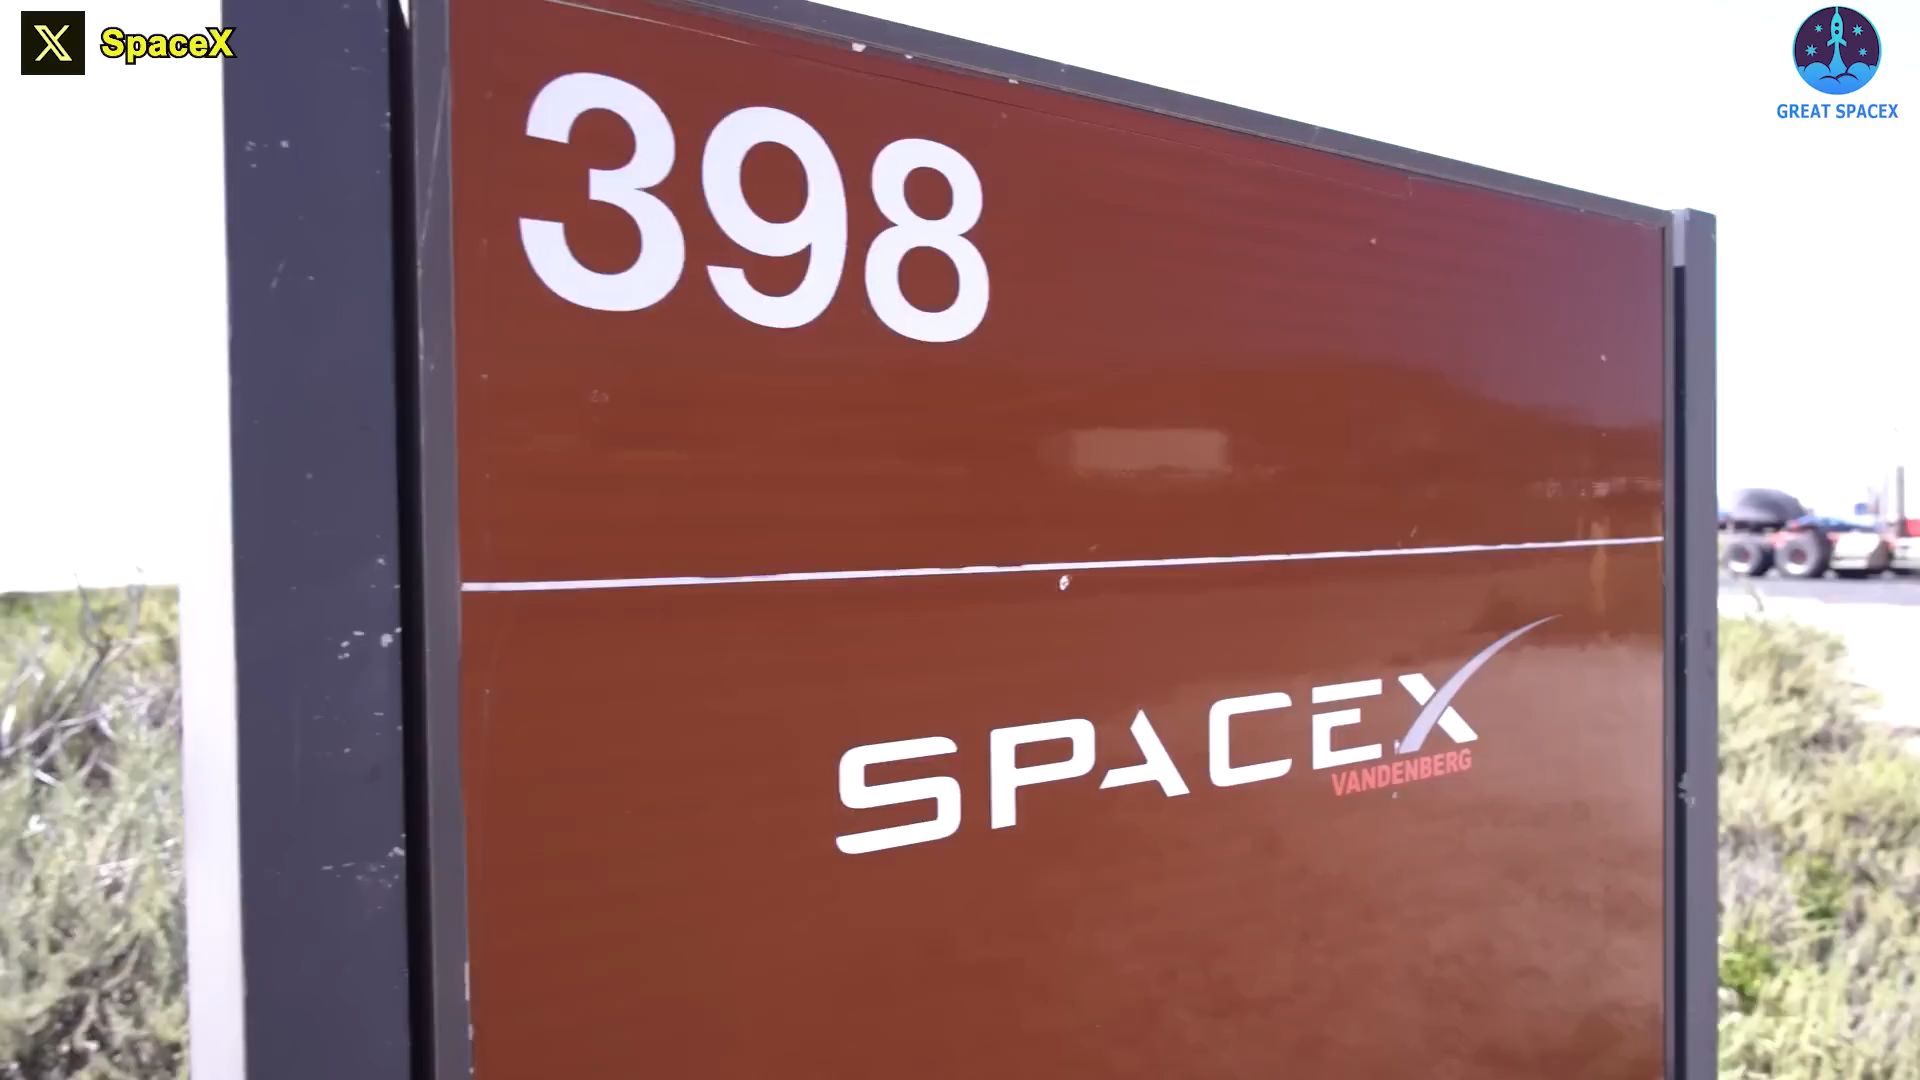 X SpaceX
GREAT SPACEX
398
SPACEX
VANDENBERG